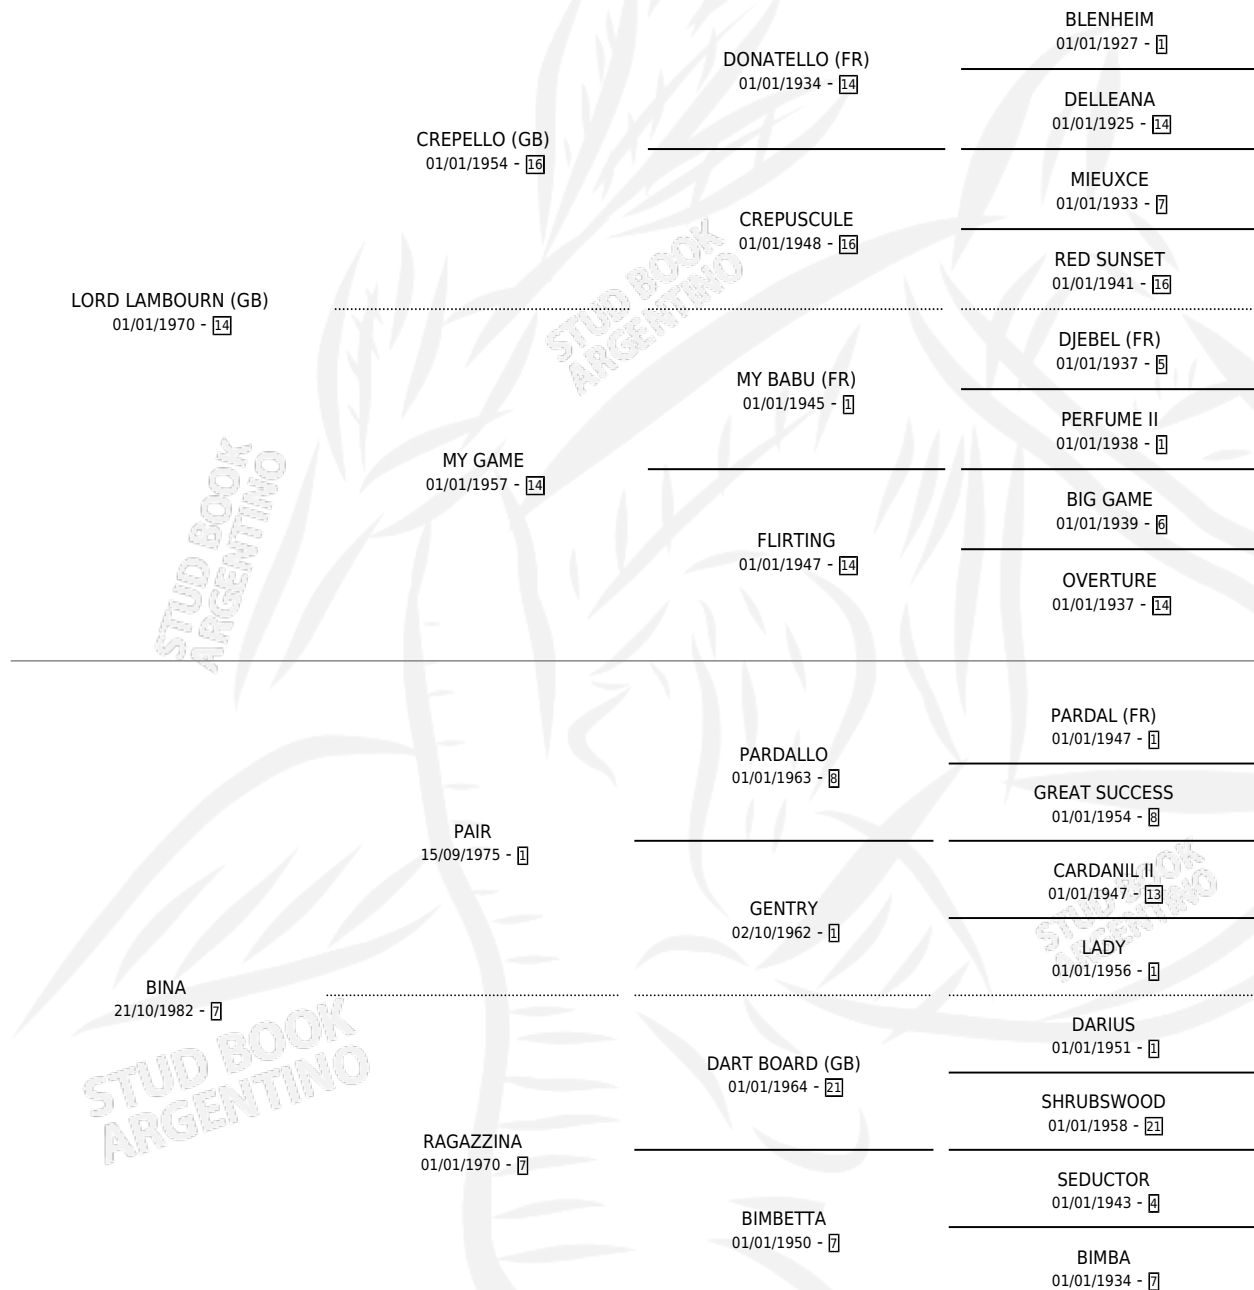 BLENHEIM
01/01/1927 - 1
DONATELLO (FR)
01/01/1934 - 14
DELLEANA
01/01/1925 - 14
CREPELLO (GB)
01/01/1954 - 16
MIEUXCE
01/01/1933 - 7
CREPUSCULE
01/01/1948 - 16
RED SUNSET
01/01/1941 - 16
LORD LAMBOURN (GB)
01/01/1970 - 14
STUD BOOK
ARGENTINO
DJEBEL (FR)
01/01/1937 - 5
MY BABU (FR)
01/01/1945 - 1
PERFUME II
01/01/1938 - 1
MY GAME
01/01/1957 - 14
BIG GAME
01/01/1939 - 6
FLIRTING
01/01/1947 - 14
OVERTURE
01/01/1937 - 14
STUD BOOK
ARGENTINO
PARDAL (FR)
01/01/1947 - 1
PARDALLO
01/01/1963 - 8
GREAT SUCCESS
01/01/1954 - 8
PAIR
15/09/1975 - 1
CARDANIL II
01/01/1947 - 13
GENTRY
02/10/1962 - 1
LADY
01/01/1956 - 1
STUD BOOK
ARGENTINO
BINA
21/10/1982 - 7
STUD BOOK
ARGENTINO
DARIUS
01/01/1951 - 1
DART BOARD (GB)
01/01/1964 - 21
SHRUBSWOOD
01/01/1958 - 21
RAGAZZINA
01/01/1970 - 7
SEDUCTOR
01/01/1943 - 4
BIMBETTA
01/01/1950 - 7
BIMBA
01/01/1934 - 7